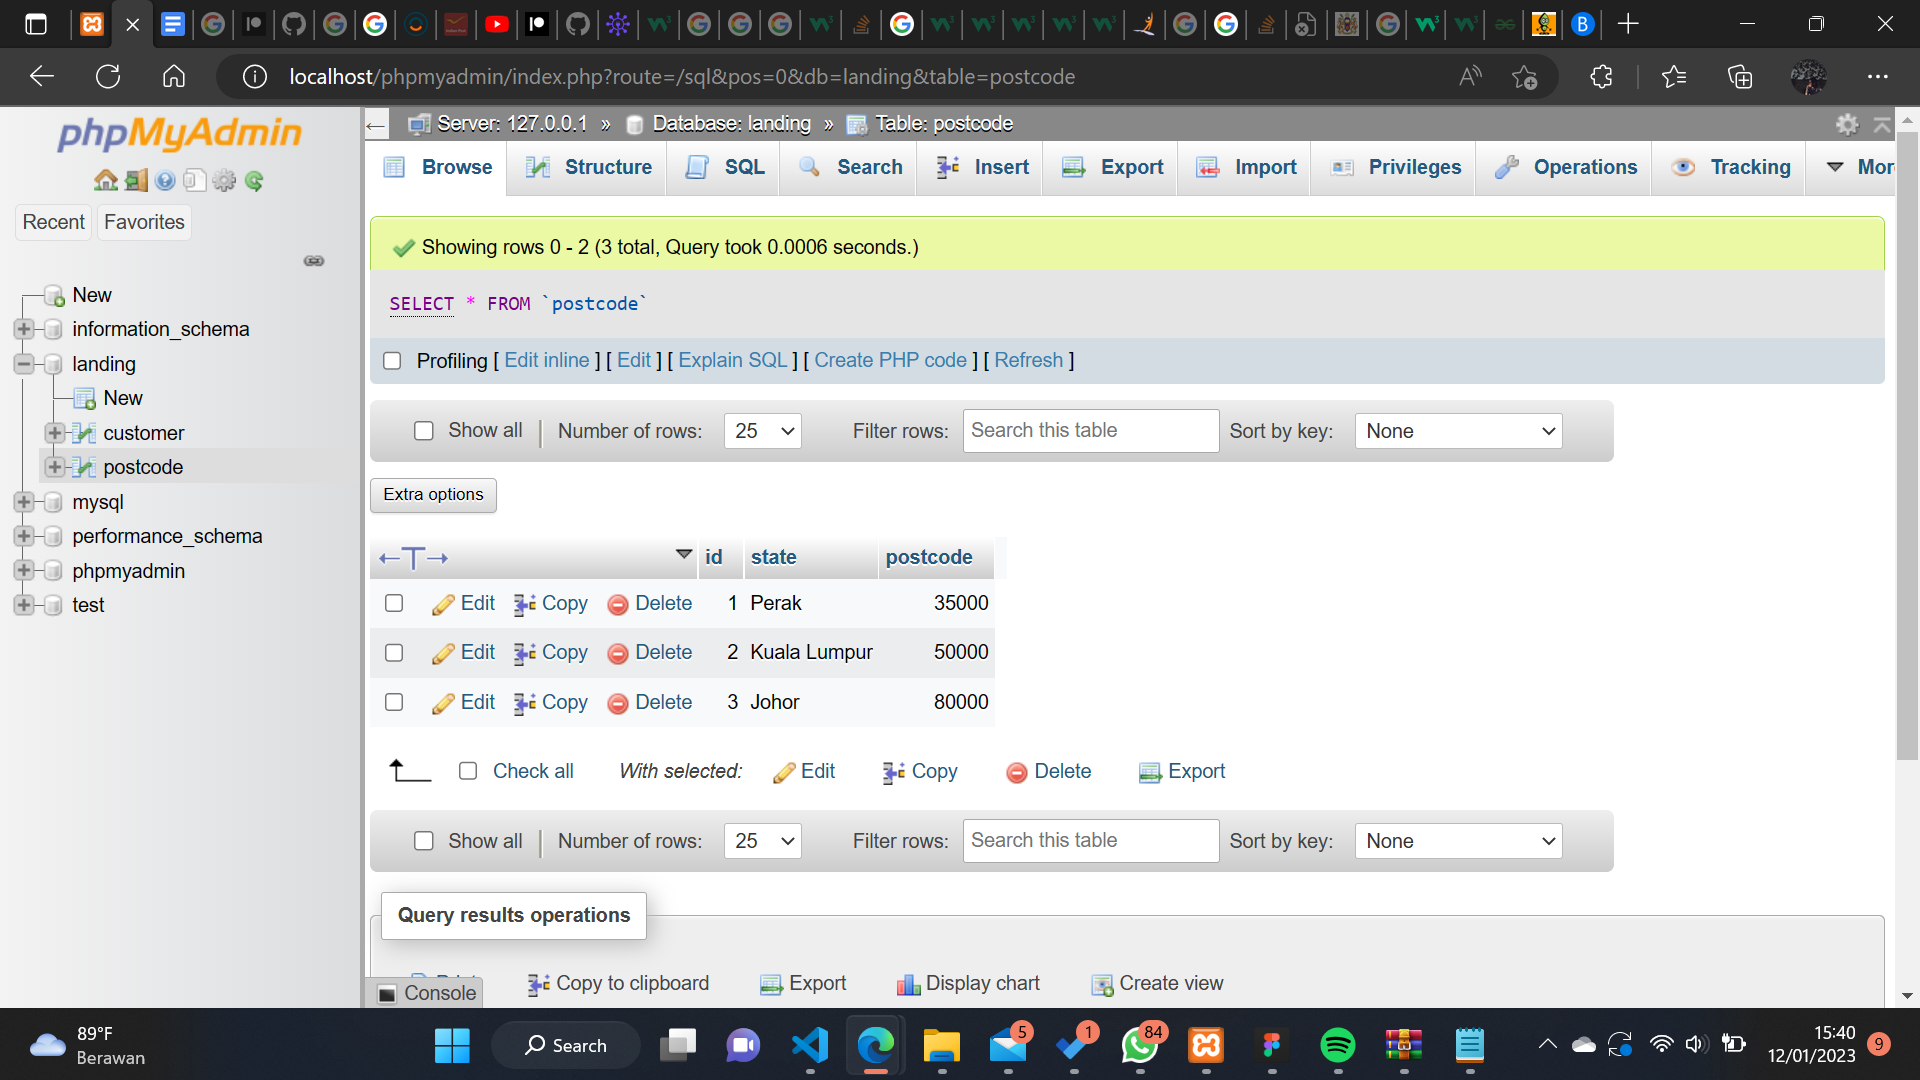 localhost/phpmyadmin/index.php?route=/sql&pos=0&db=landing&table=postcode
phpMyAdmin
Recent Favorites
New
information_schema
landing
New
customer
postcode
mysql
performance_schema
phpmyadmin
test
Server: 127.0.0.1 » Database: landing » Table: postcode
Browse Structure SQL Search Insert Export Import Privileges Operations Tracking Mor
Showing rows 0 - 2 (3 total, Query took 0.0006 seconds.)
SELECT * FROM `postcode`
Profiling [ Edit inline ] [ Edit ] [ Explain SQL ] [ Create PHP code ] [ Refresh ]
Show all Number of rows: 25 Filter rows: Search this table Sort by key: None
Extra options
←T→ id state postcode
Edit Copy Delete 1 Perak 35000
Edit Copy Delete 2 Kuala Lumpur 50000
Edit Copy Delete 3 Johor 80000
Check all With selected: Edit Copy Delete Export
Show all Number of rows: 25 Filter rows: Search this table Sort by key: None
Query results operations
Copy to clipboard Export Display chart Create view
Console
89°F
Berawan
Search
5
1
84
15:40
12/01/2023
9